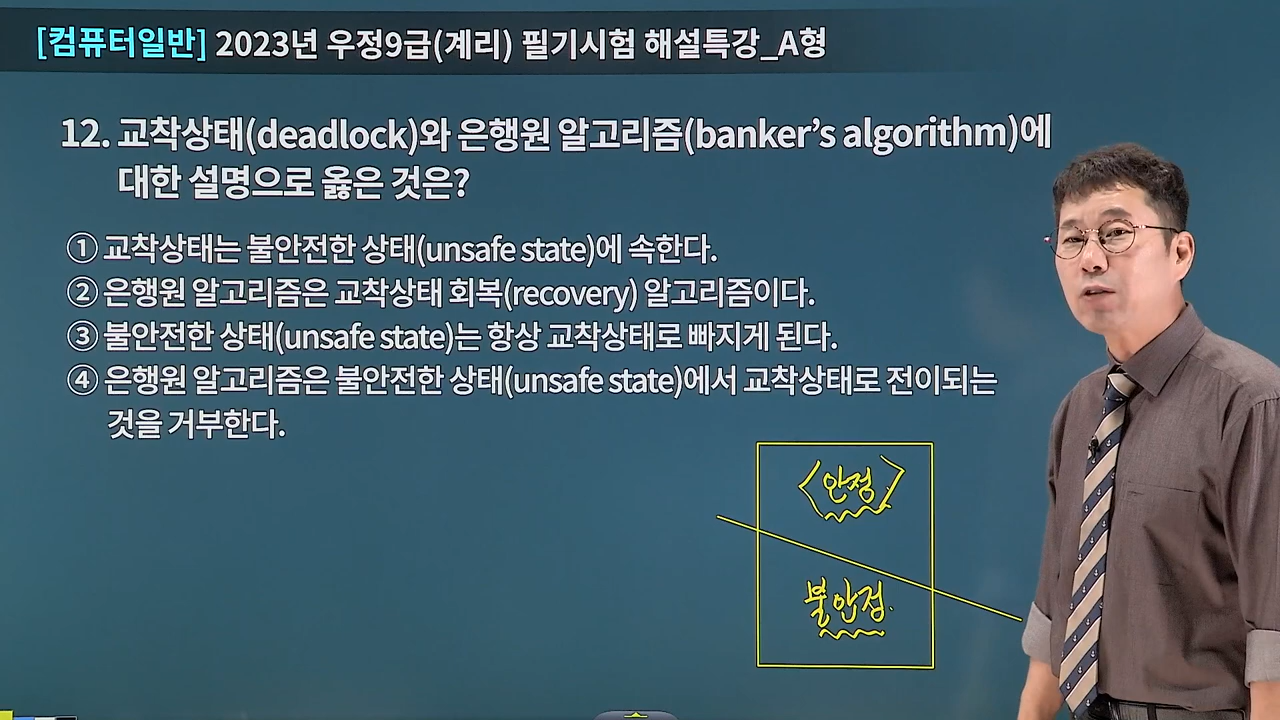 [컴퓨터일반] 2023년 우정9급(계리) 필기시험 해설특강_A형
12. 교착상태(deadlock)와 은행원 알고리즘(banker’s algorithm)에
대한 설명으로 옳은 것은?
① 교착상태는 불안전한 상태(unsafe state)에 속한다.
② 은행원 알고리즘은 교착상태 회복(recovery) 알고리즘이다.
③ 불안전한 상태(unsafe state)는 항상 교착상태로 빠지게 된다.
④ 은행원 알고리즘은 불안전한 상태(unsafe state)에서 교착상태로 전이되는
것을 거부한다.
<안정>
불안정.